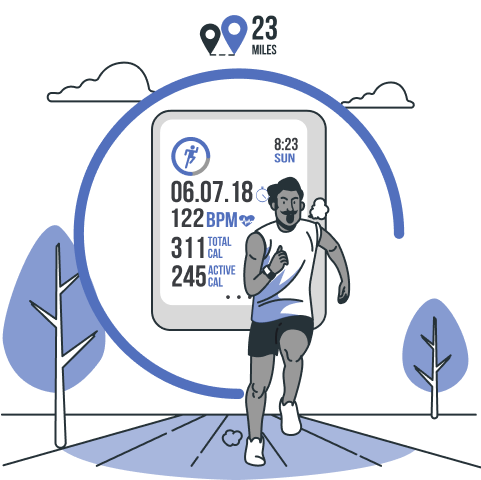 23
MILES
8:23
SUN
06.07.18
122 BPM
311 TOTAL CAL
245 ACTIVE CAL